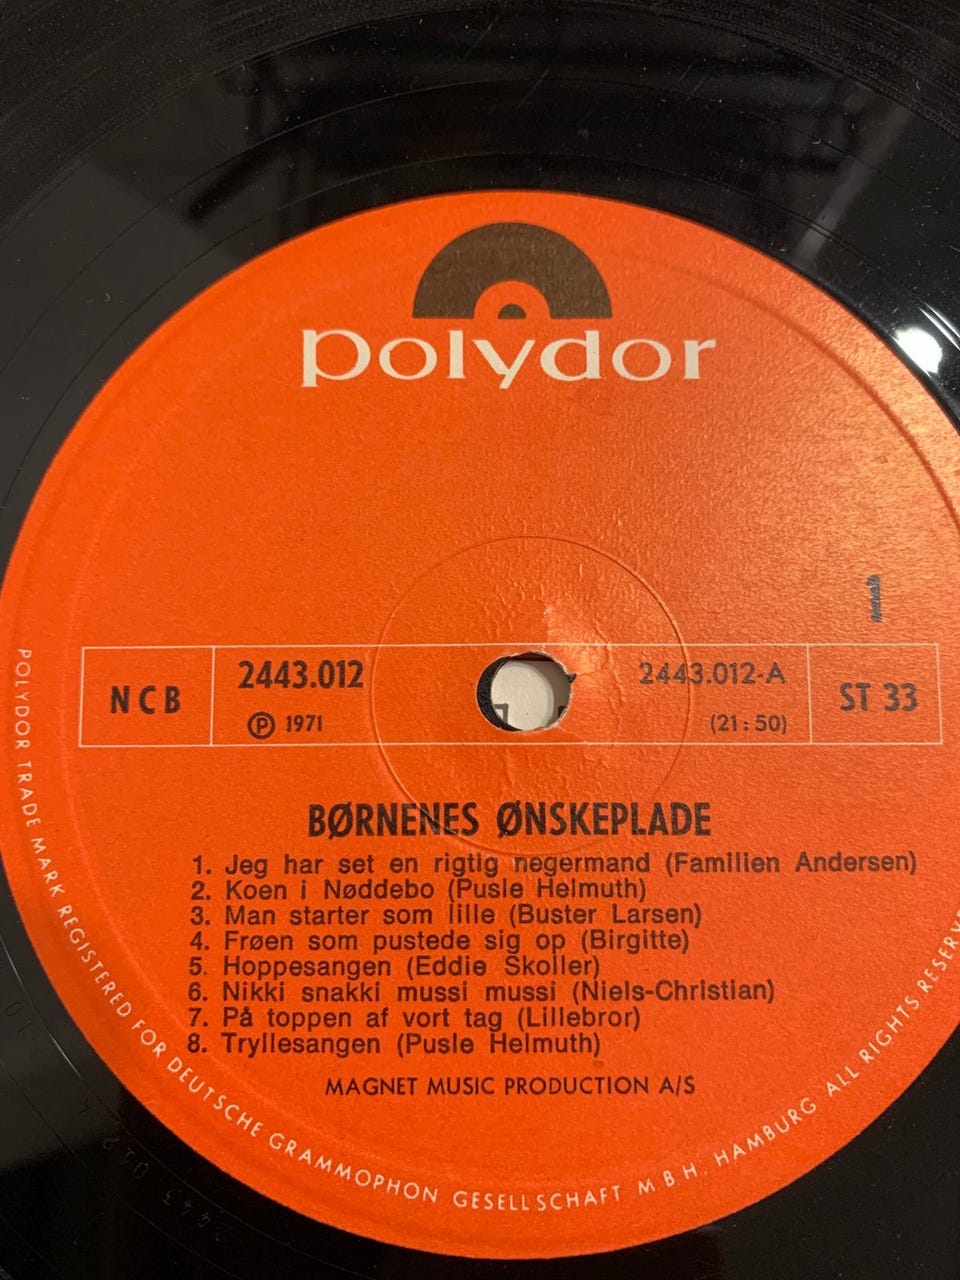 polydor
1
NCB
2443.012
Ⓟ 1971
2443.012-A
(21:50)
ST 33
BØRNENES ØNSKEPLADE
1. Jeg har set en rigtig negermand (Familien Andersen)
2. Koen i Nøddebo (Pusle Helmuth)
3. Man starter som lille (Buster Larsen)
4. Frøen som pustede sig op (Birgitte)
5. Hoppesangen (Eddie Skoller)
6. Nikki snakki mussi mussi (Niels-Christian)
7. På toppen af vort tag (Lillebror)
8. Tryllesangen (Pusle Helmuth)
MAGNET MUSIC PRODUCTION A/S
POLYDOR TRADE MARK REGISTERED FOR DEUTSCHE GRAMMOPHON GESELLSCHAFT M.B.H. HAMBURG ALL RIGHTS